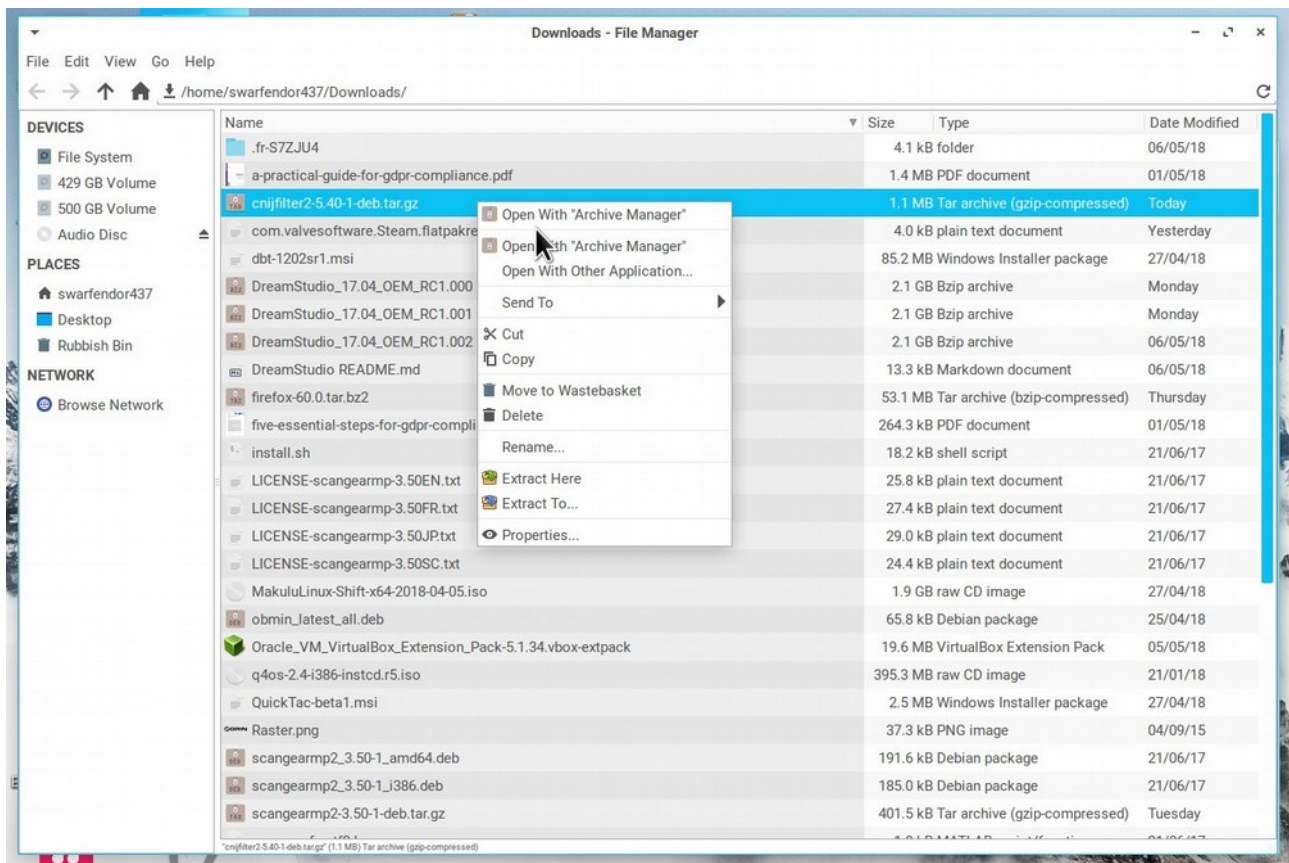 Downloads - File Manager
File Edit View Go Help
/home/swarfendor437/Downloads/
DEVICES
File System
429 GB Volume
500 GB Volume
Audio Disc
PLACES
swarfendor437
Desktop
Rubbish Bin
NETWORK
Browse Network
Name Size Type Date Modified
.fr-S7ZJU4 4.1 kB folder 06/05/18
a-practical-guide-for-gdpr-compliance.pdf 1.4 MB PDF document 01/05/18
cnijfilter2-5.40-1-deb.tar.gz 1.1 MB Tar archive (gzip-compressed) Today
com.valvesoftware.Steam.flatpakre 4.0 kB plain text document Yesterday
dbt-1202sr1.msi 85.2 MB Windows Installer package 27/04/18
DreamStudio_17.04_OEM_RC1.000 2.1 GB Bzip archive Monday
DreamStudio_17.04_OEM_RC1.001 2.1 GB Bzip archive Monday
DreamStudio_17.04_OEM_RC1.002 2.1 GB Bzip archive 06/05/18
DreamStudio README.md 13.3 kB Markdown document 06/05/18
firefox-60.0.tar.bz2 53.1 MB Tar archive (bzip-compressed) Thursday
five-essential-steps-for-gdpr-compli 264.3 kB PDF document 01/05/18
install.sh 18.2 kB shell script 21/06/17
LICENSE-scangearmp-3.50EN.txt 25.8 kB plain text document 21/06/17
LICENSE-scangearmp-3.50FR.txt 27.4 kB plain text document 21/06/17
LICENSE-scangearmp-3.50JP.txt 29.0 kB plain text document 21/06/17
LICENSE-scangearmp-3.50SC.txt 24.4 kB plain text document 21/06/17
MakuluLinux-Shift-x64-2018-04-05.iso 1.9 GB raw CD image 27/04/18
obmin_latest_all.deb 65.8 kB Debian package 25/04/18
Oracle_VM_VirtualBox_Extension_Pack-5.1.34.vbox-extpack 19.6 MB VirtualBox Extension Pack 05/05/18
q4os-2.4-i386-instcd.r5.iso 395.3 MB raw CD image 21/01/18
QuickTac-beta1.msi 2.5 MB Windows Installer package 27/04/18
Raster.png 37.3 kB PNG image 04/09/15
scangearmp2_3.50-1_amd64.deb 191.6 kB Debian package 21/06/17
scangearmp2_3.50-1_i386.deb 185.0 kB Debian package 21/06/17
scangearmp2-3.50-1-deb.tar.gz 401.5 kB Tar archive (gzip-compressed) Tuesday
Open With "Archive Manager"
Open With "Archive Manager"
Open With Other Application...
Send To
Cut
Copy
Move to Wastebasket
Delete
Rename...
Extract Here
Extract To...
Properties...
"cnijfilter2-5.40-1-deb.tar.gz" (1.1 MB) Tar archive (gzip-compressed)